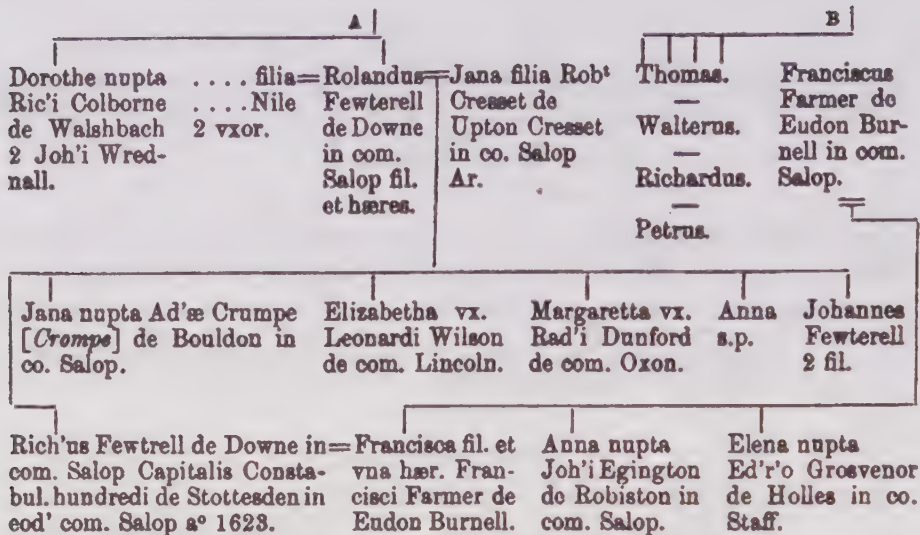 A
B
Dorothe nupta
Ric'i Colborne
de Walshbach
2 Joh'i Wred-
nall.
. . . . filia=
. . . . Nile
2 vxor.
Rolandus=
Fewterell
de Downe
in com.
Salop fil.
et hæres.
Jana filia Robt
Cresset de
Upton Cresset
in co. Salop
Ar.
Thomas.
—
Walterus.
—
Richardus.
—
Petrus.
Franciscus
Farmer de
Eudon Bur-
nell in com.
Salop.
=
Jana nupta Ad'æ Crumpe
[Crompe] de Bouldon in
co. Salop.
Elizabetha vx.
Leonardi Wilson
de com. Lincoln.
Margaretta vx.
Rad'i Dunford
de com. Oxon.
Anna
s.p.
Johannes
Fewterell
2 fil.
Rich'us Fewtrell de Downe in=
com. Salop Capitalis Consta-
bul. hundredi de Stottesden in
eod' com. Salop aº 1623.
Francisca fil. et
vna hær. Fran-
cisci Farmer de
Eudon Burnell.
Anna nupta
Joh'i Egington
de Robiston in
com. Salop.
Elena nupta
Ed'r'o Grosvenor
de Holles in co.
Staff.